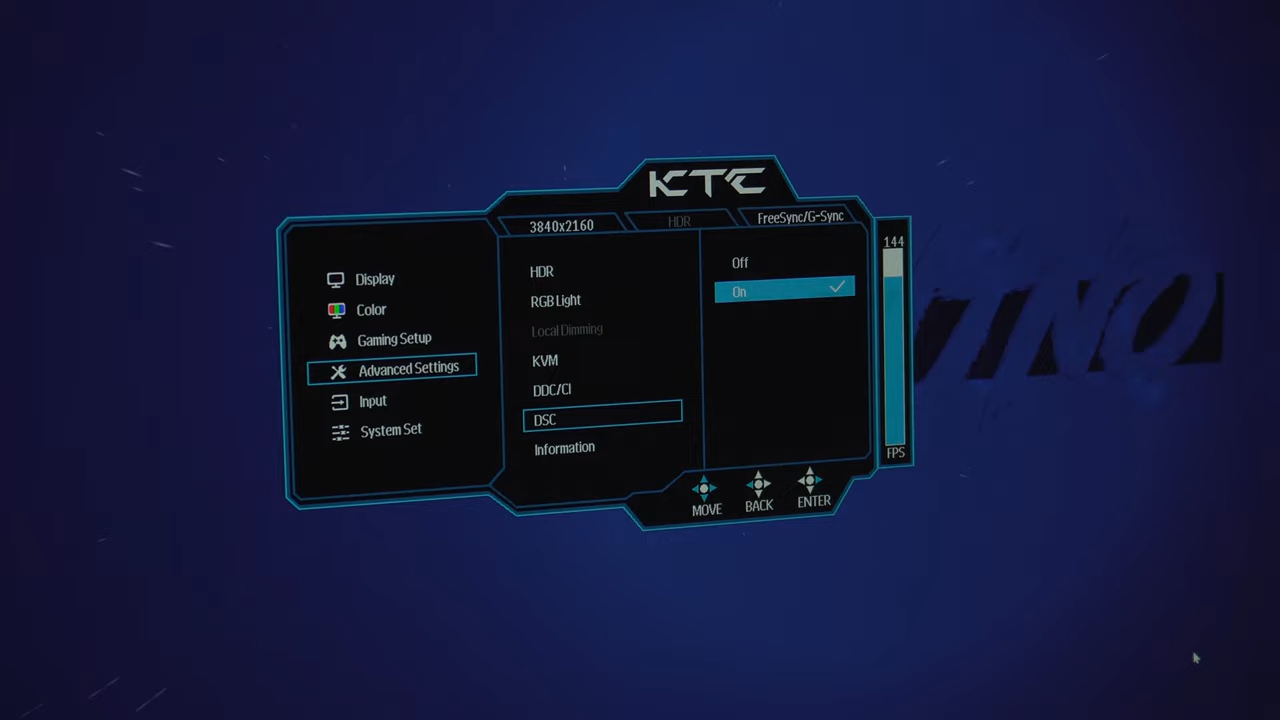 KTC
3840x2160
HDR
FreeSync/G-Sync
144
Display
Color
Gaming Setup
Advanced Settings
Input
System Set
HDR
RGB Light
Local Dimming
KVM
DDC/CI
DSC
Information
Off
On
FPS
MOVE
BACK
ENTER